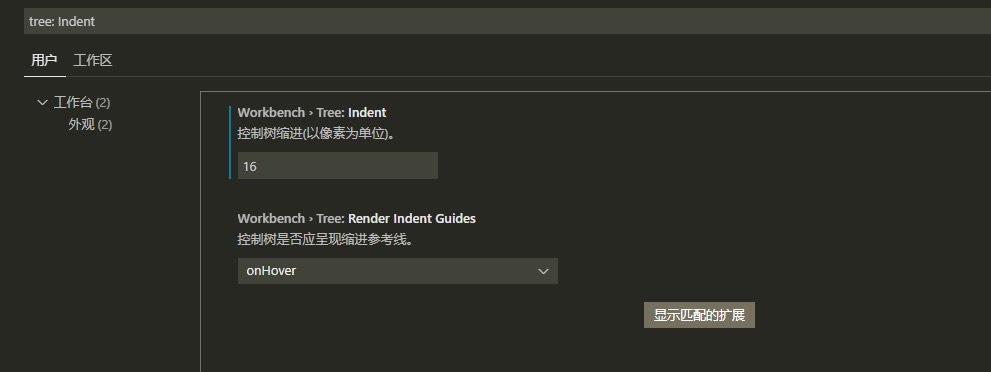 tree: Indent
用户 工作区
工作台 (2)
外观 (2)
Workbench › Tree: Indent
控制树缩进(以像素为单位)。
16
Workbench › Tree: Render Indent Guides
控制树是否应呈现缩进参考线。
onHover
显示匹配的扩展